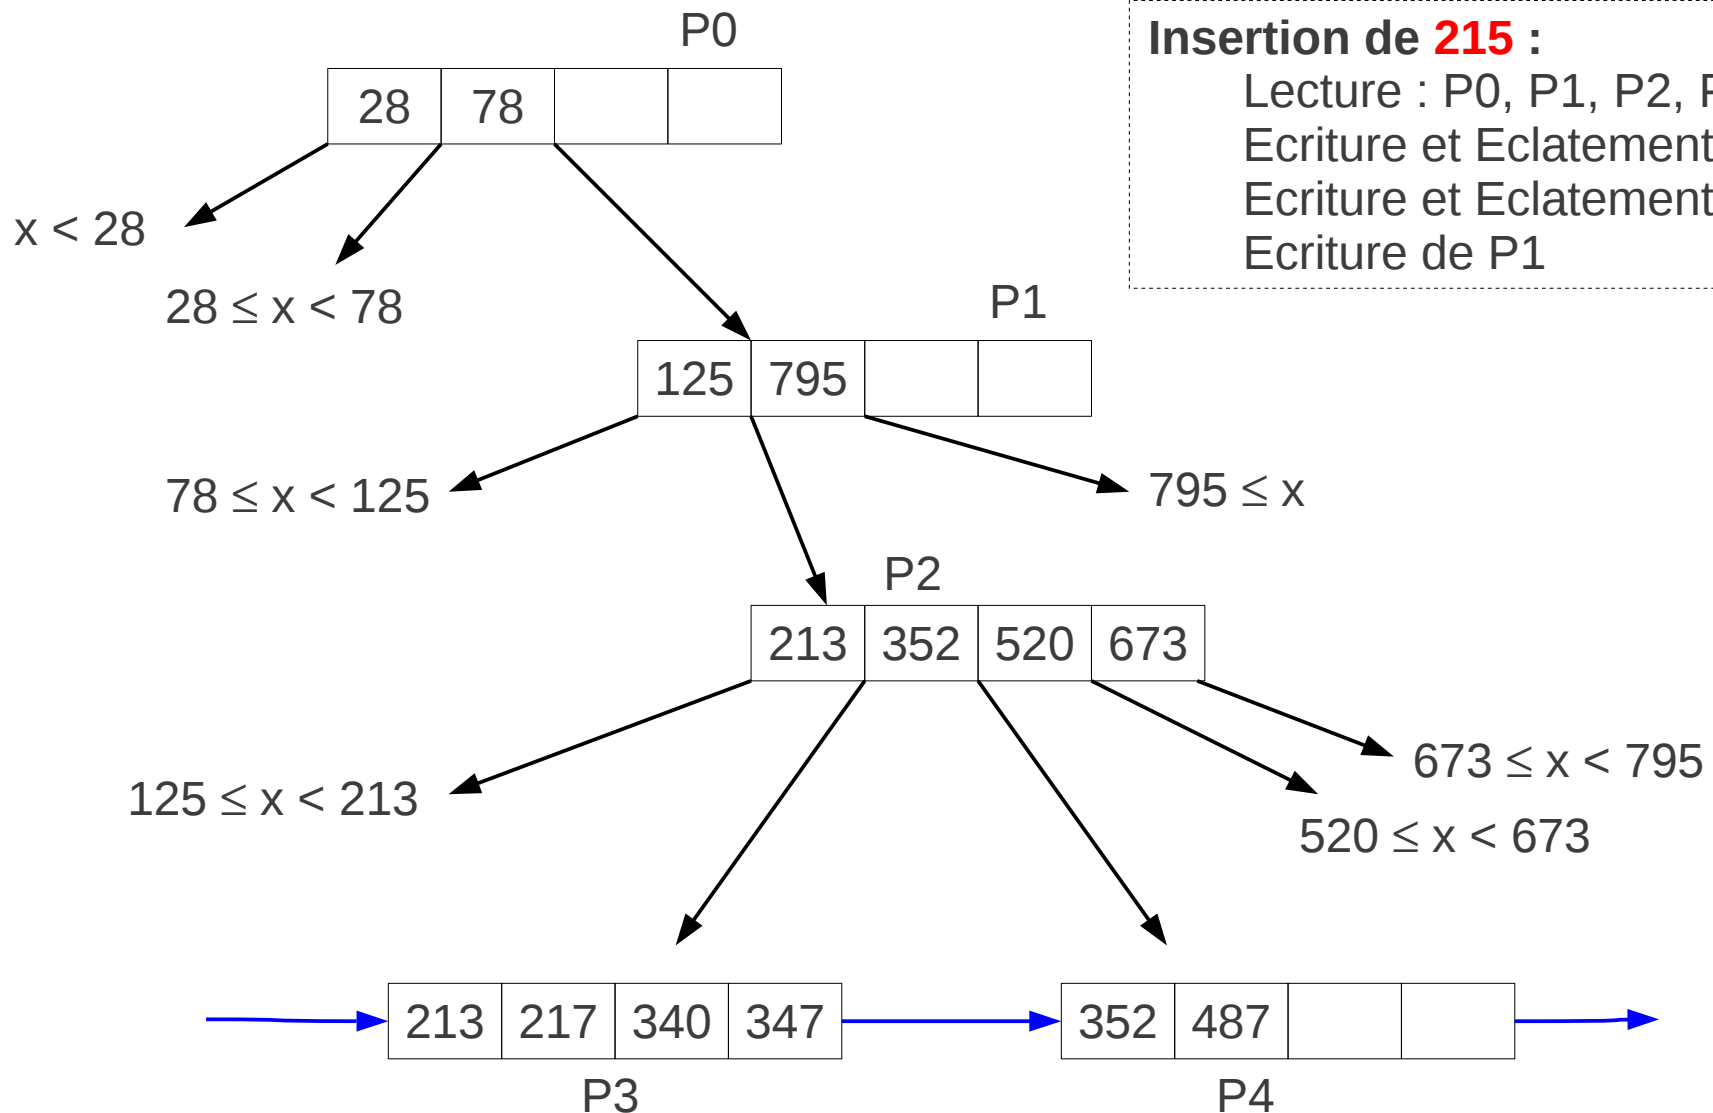 P0
Insertion de 215 :
Lecture : P0, P1, P2,
Ecriture et Eclatement
Ecriture et Eclatement
Ecriture de P1
28 78
x < 28
28 ≤ x < 78
P1
125 795
78 ≤ x < 125
795 ≤ x
P2
213 352 520 673
125 ≤ x < 213
673 ≤ x < 795
520 ≤ x < 673
213 217 340 347
352 487
P3
P4